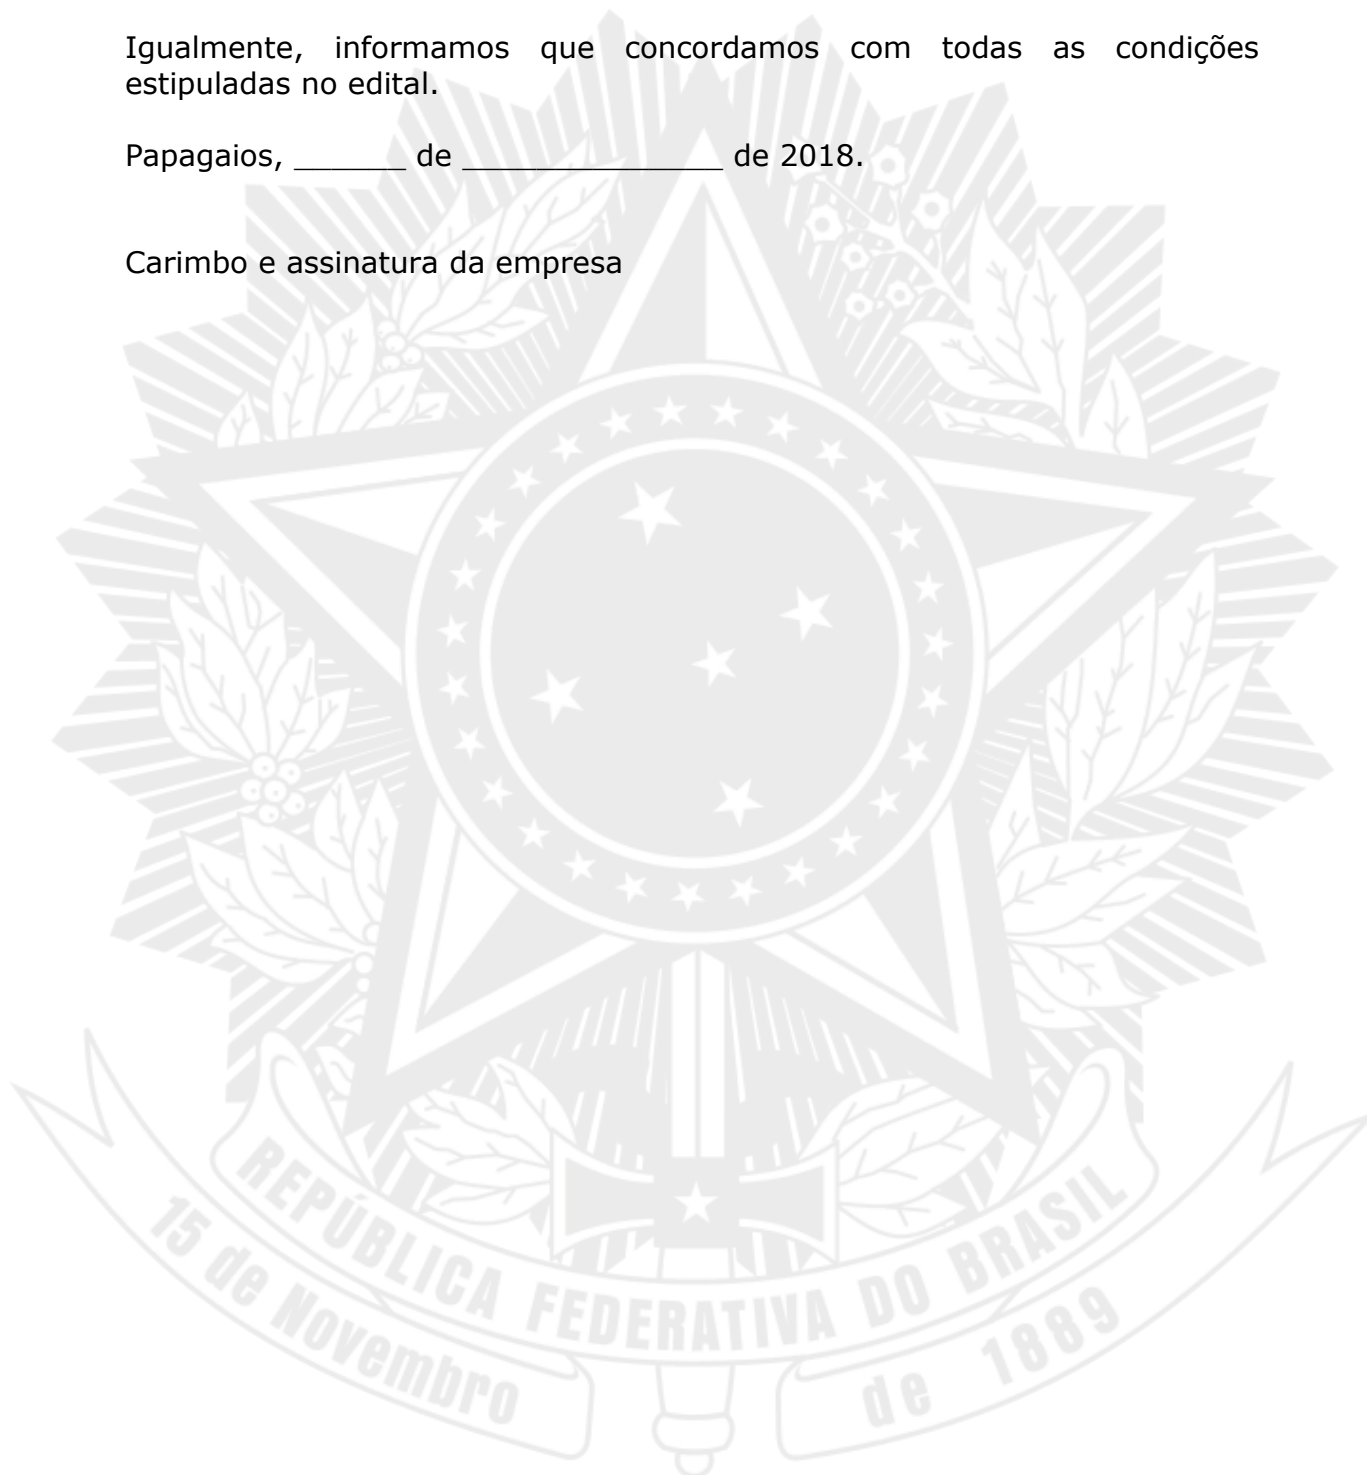 Igualmente, informamos que concordamos com todas as condições
estipuladas no edital.
Papagaios, ______ de ______________ de 2018.
Carimbo e assinatura da empresa
REPÚBLICA FEDERATIVA DO BRASIL
15 de Novembro de 1889